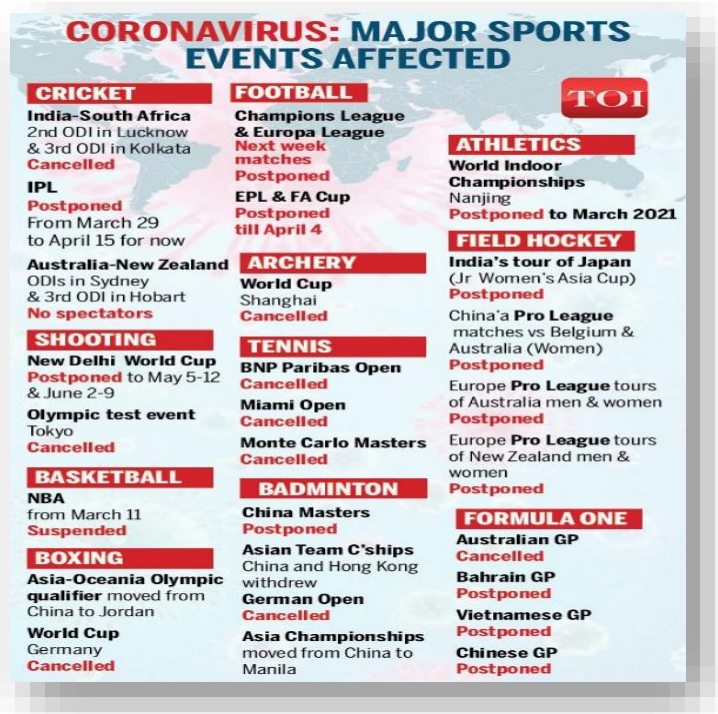 CORONAVIRUS: MAJOR SPORTS
EVENTS AFFECTED
TOI
CRICKET
India-South Africa
2nd ODI in Lucknow
& 3rd ODI in Kolkata
Cancelled
IPL
Postponed
From March 29
to April 15 for now
Australia-New Zealand
ODIs in Sydney
& 3rd ODI in Hobart
No spectators
SHOOTING
New Delhi World Cup
Postponed to May 5-12
& June 2-9
Olympic test event
Tokyo
Cancelled
BASKETBALL
NBA
from March 11
Suspended
BOXING
Asia-Oceania Olympic
qualifier moved from
China to Jordan
World Cup
Germany
Cancelled
FOOTBALL
Champions League
& Europa League
Next week
matches
Postponed
EPL & FA Cup
Postponed
till April 4
ARCHERY
World Cup
Shanghai
Cancelled
TENNIS
BNP Paribas Open
Cancelled
Miami Open
Cancelled
Monte Carlo Masters
Cancelled
BADMINTON
China Masters
Postponed
Asian Team C'ships
China and Hong Kong
withdrew
German Open
Cancelled
Asia Championships
moved from China to
Manila
ATHLETICS
World Indoor
Championships
Nanjing
Postponed to March 2021
FIELD HOCKEY
India's tour of Japan
(Jr Women's Asia Cup)
Postponed
China'a Pro League
matches vs Belgium &
Australia (Women)
Postponed
Europe Pro League tours
of Australia men & women
Postponed
Europe Pro League tours
of New Zealand men &
women
Postponed
FORMULA ONE
Australian GP
Cancelled
Bahrain GP
Postponed
Vietnamese GP
Postponed
Chinese GP
Postponed